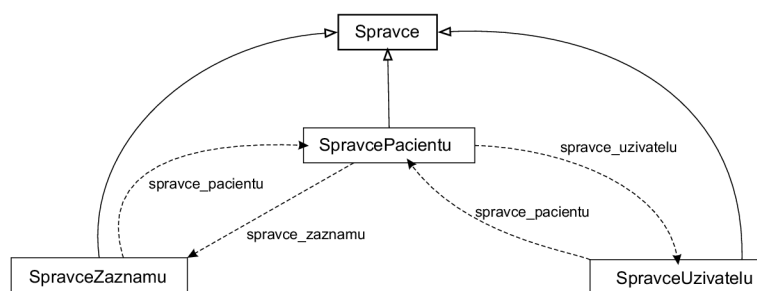 Spravce
SpravcePacientu
spravce_uzivatelu
spravce_pacientu
spravce_pacientu
spravce_zaznamu
SpravceZaznamu
SpravceUzivatelu